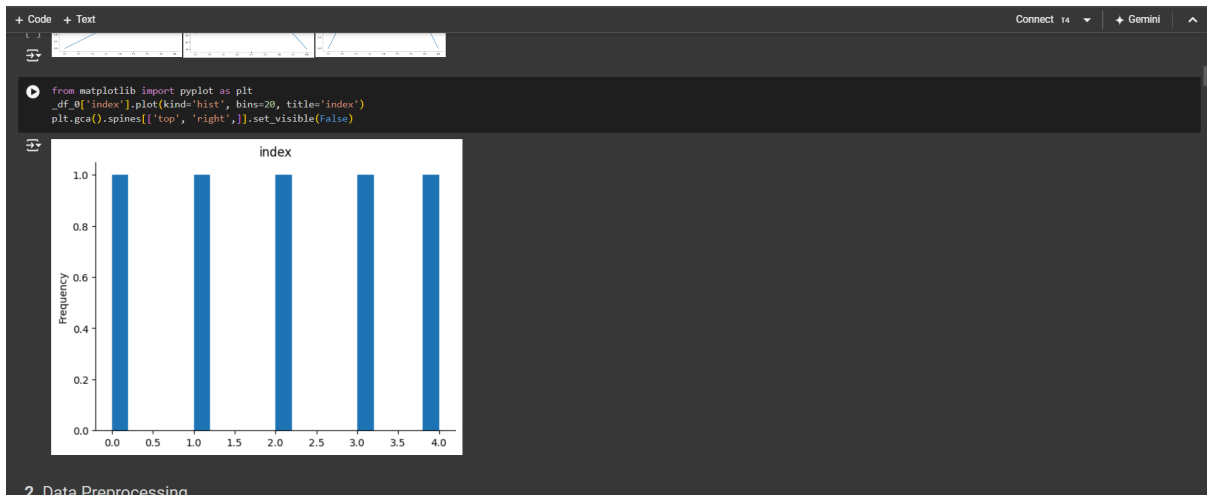 + Code + Text
Connect T4
Gemini
from matplotlib import pyplot as plt
_df_0['index'].plot(kind='hist', bins=20, title='index')
plt.gca().spines[['top', 'right',]].set_visible(False)
index
1.0
0.8
0.6
0.4
0.2
0.0
Frequency
0.0 0.5 1.0 1.5 2.0 2.5 3.0 3.5 4.0
2. Data Preprocessing